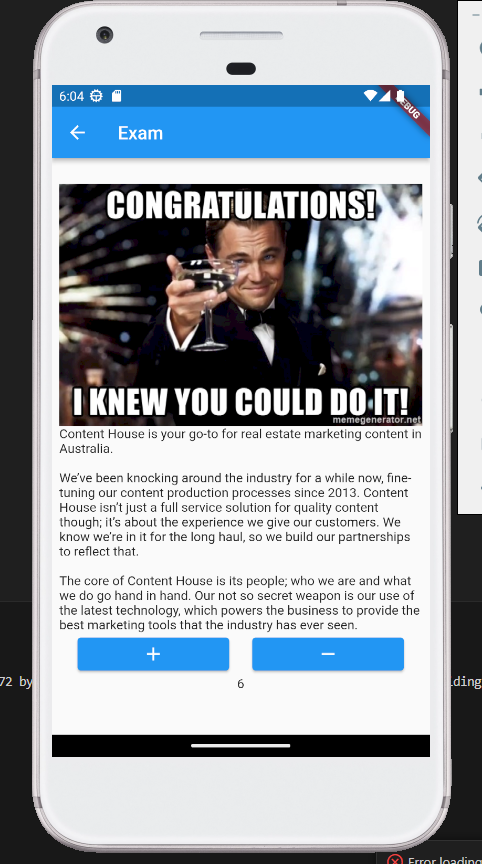 6:04
DEBUG
Exam
CONGRATULATIONS!
I KNEW YOU COULD DO IT!
memegenerator.net
Content House is your go-to for real estate marketing content in
Australia.
We've been knocking around the industry for a while now, fine-
tuning our content production processes since 2013. Content
House isn't just a full service solution for quality content
though; it's about the experience we give our customers. We
know we're in it for the long haul, so we build our partnerships
to reflect that.
The core of Content House is its people; who we are and what
we do go hand in hand. Our not so secret weapon is our use of
the latest technology, which powers the business to provide the
best marketing tools that the industry has ever seen.
+ −
72 by
lding
6
Error loading